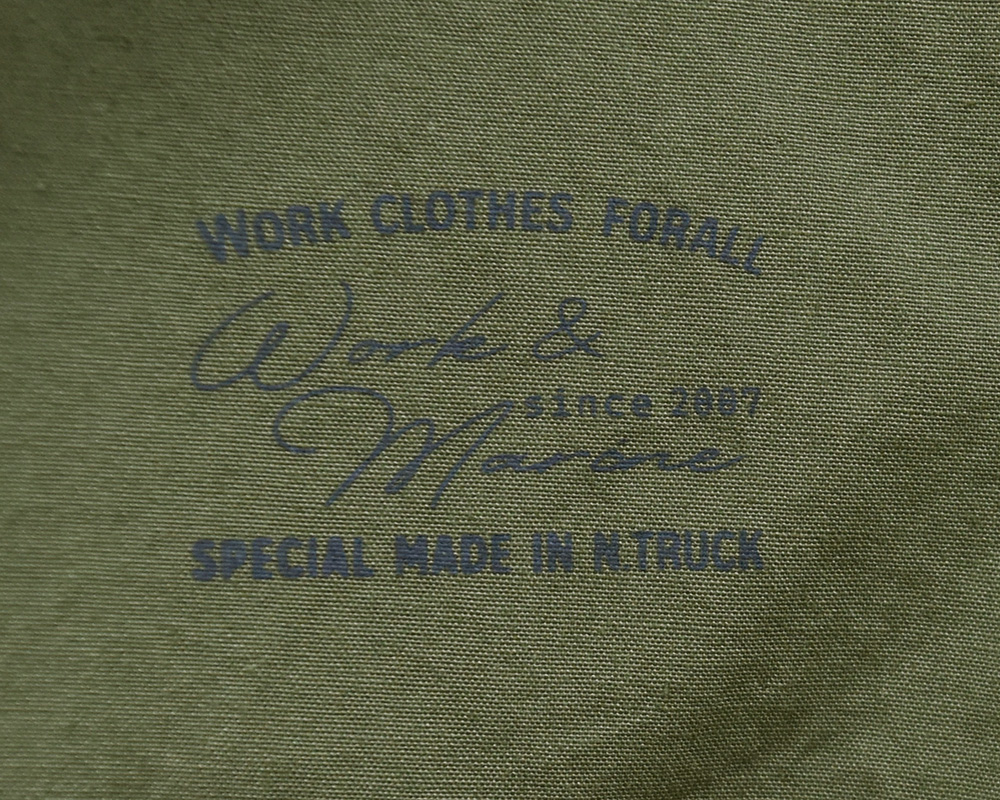 WORK CLOTHES FORALL
Work &
since 2007
Marine
SPECIAL MADE IN N.TRUCK